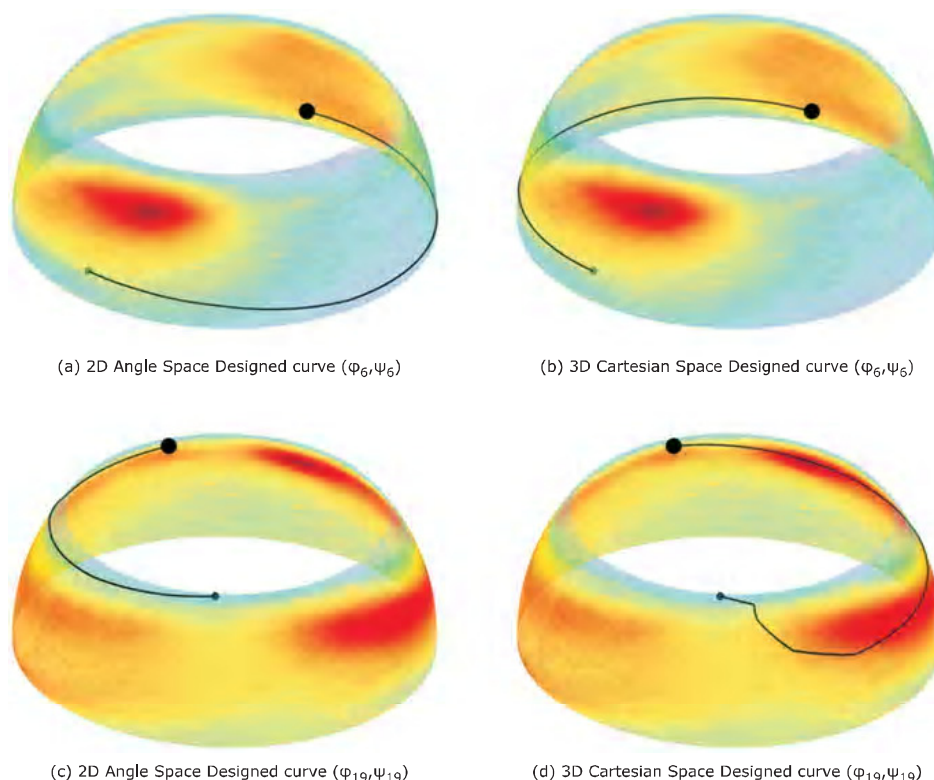 (a) 2D Angle Space Designed curve (φ₆,ψ₆)
(b) 3D Cartesian Space Designed curve (φ₆,ψ₆)
(c) 2D Angle Space Designed curve (φ₁₉,ψ₁₉)
(d) 3D Cartesian Space Designed curve (φ₁₉,ψ₁₉)